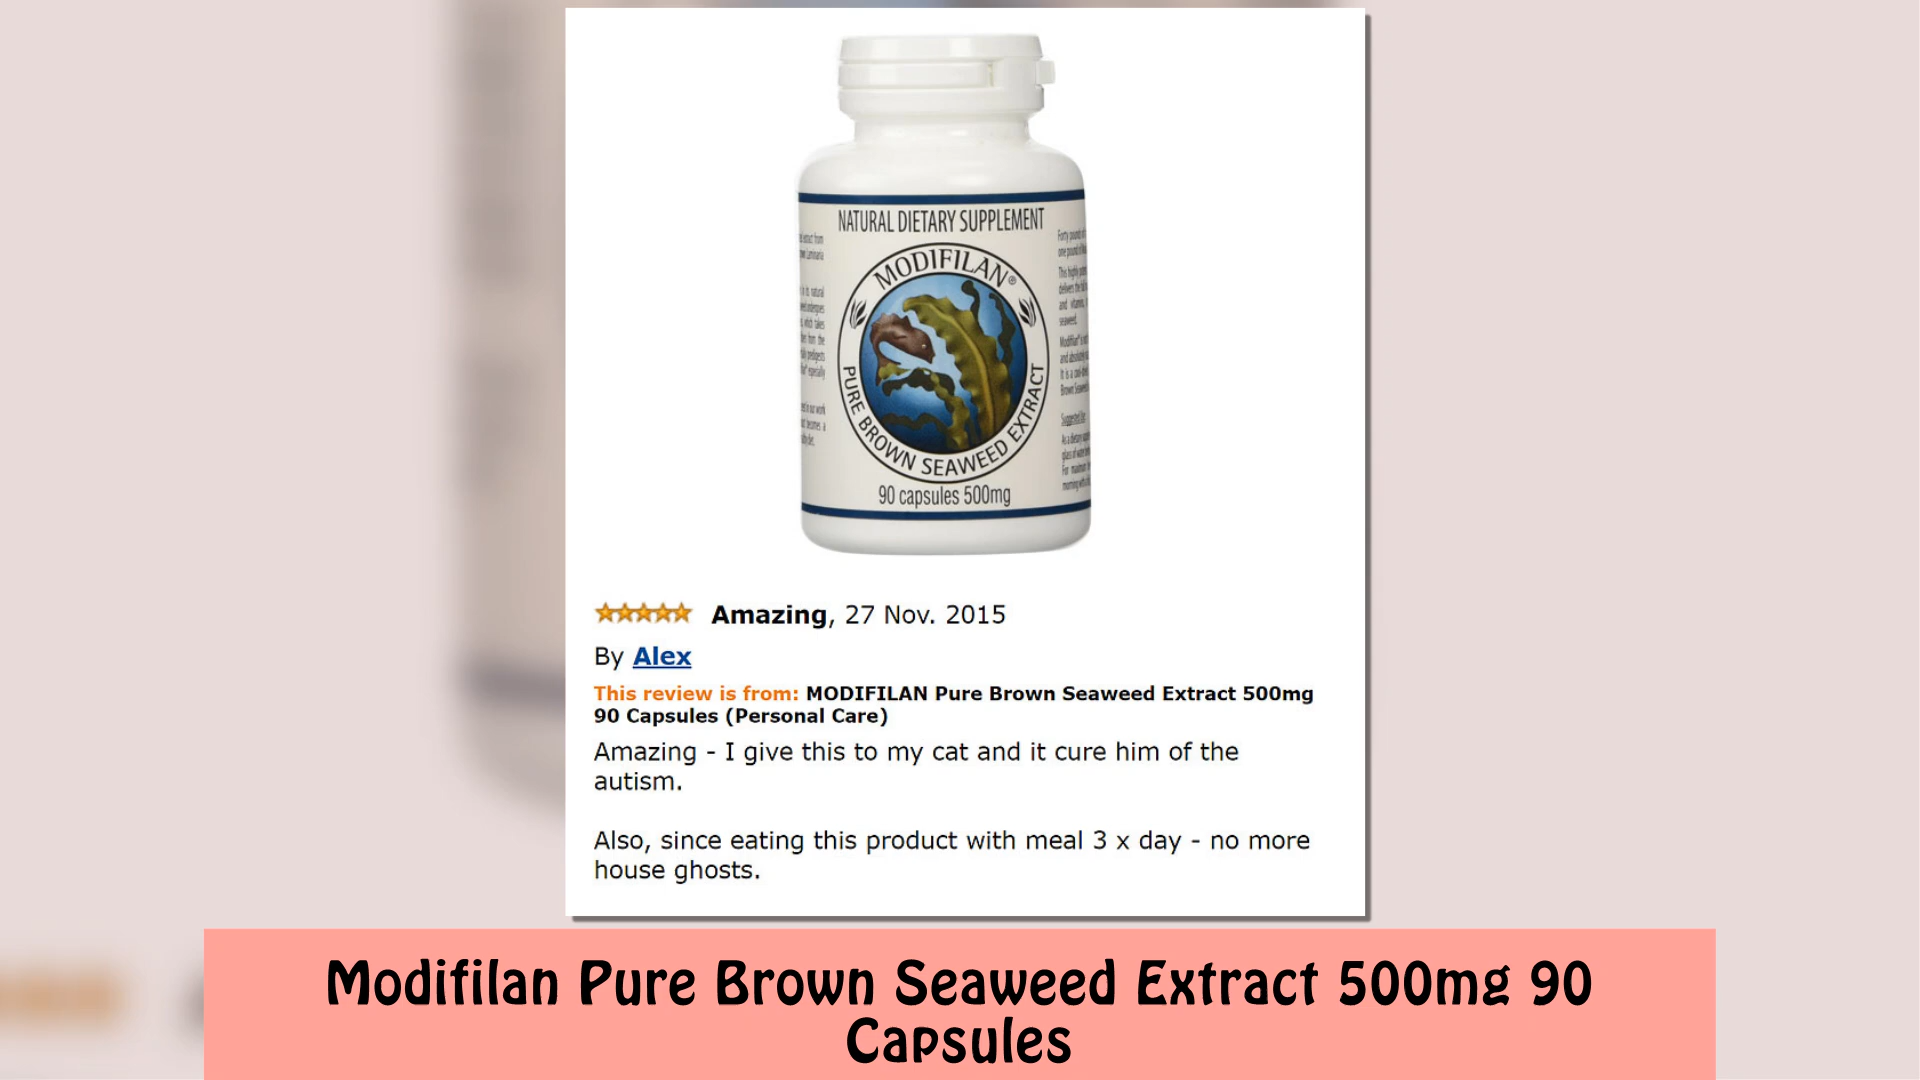 NATURAL DIETARY SUPPLEMENT
MODIFILAN®
PURE BROWN SEAWEED EXTRACT
90 capsules 500mg
Amazing, 27 Nov. 2015
By Alex
This review is from: MODIFILAN Pure Brown Seaweed Extract 500mg
90 Capsules (Personal Care)
Amazing - I give this to my cat and it cure him of the
autism.
Also, since eating this product with meal 3 x day - no more
house ghosts.
Modifilan Pure Brown Seaweed Extract 500mg 90
Capsules